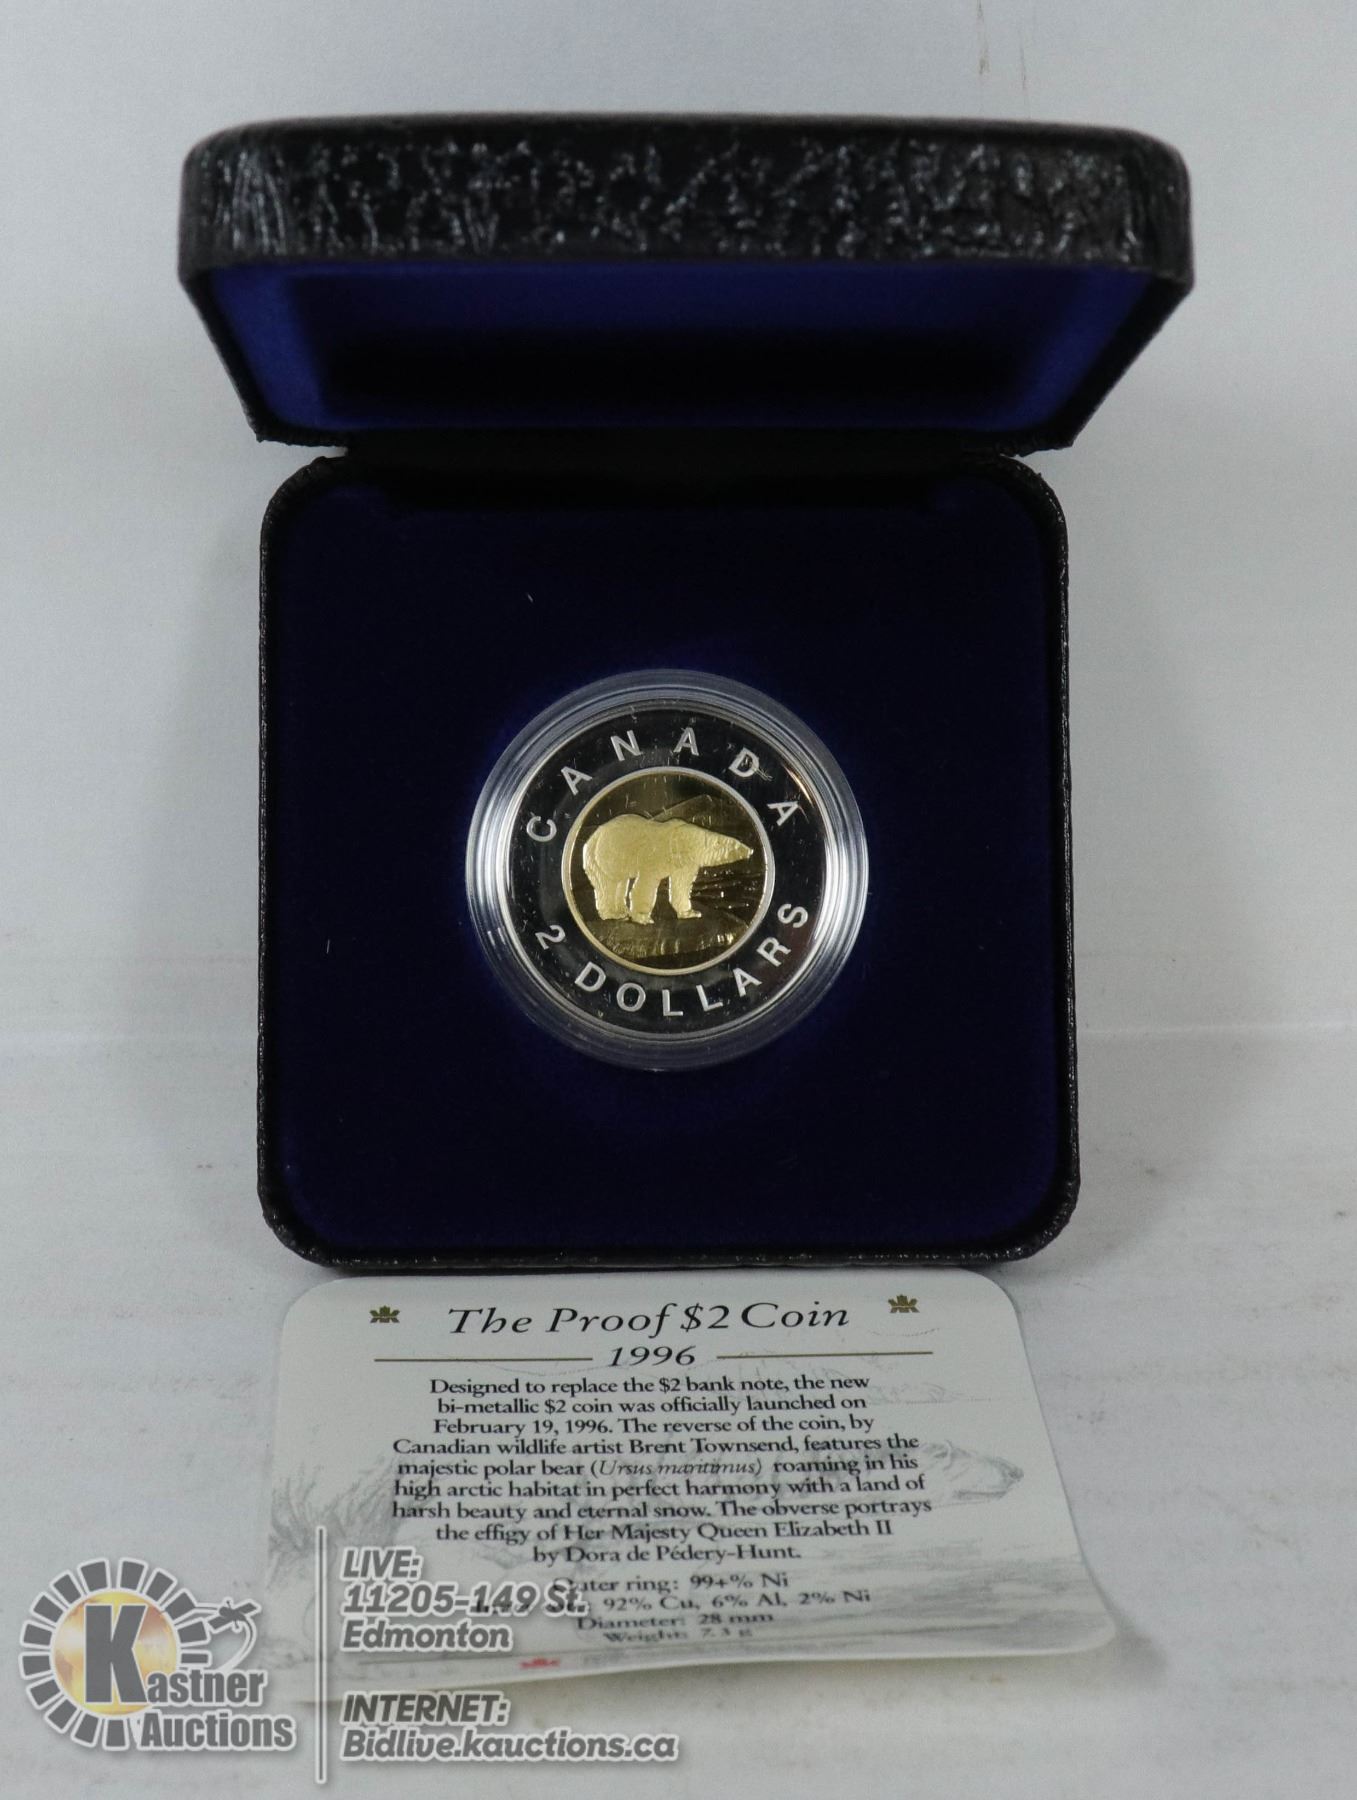 CANADA
2 DOLLARS
The Proof $2 Coin
1996
Designed to replace the $2 bank note, the new
bi-metallic $2 coin was officially launched on
February 19, 1996. The reverse of the coin, by
Canadian wildlife artist Brent Townsend, features the
majestic polar bear (Ursus maritimus) roaming in his
high arctic habitat in perfect harmony with a land of
harsh beauty and eternal snow. The obverse portrays
the effigy of Her Majesty Queen Elizabeth II
by Dora de Pédery-Hunt.
Outer ring: 99+% Ni
92% Cu, 6% Al, 2% Ni
Diameter: 28 mm
Weight: 7.3 g
Kastner
Auctions
LIVE:
11205-149 St.
Edmonton
INTERNET:
Bidlive.kauctions.ca